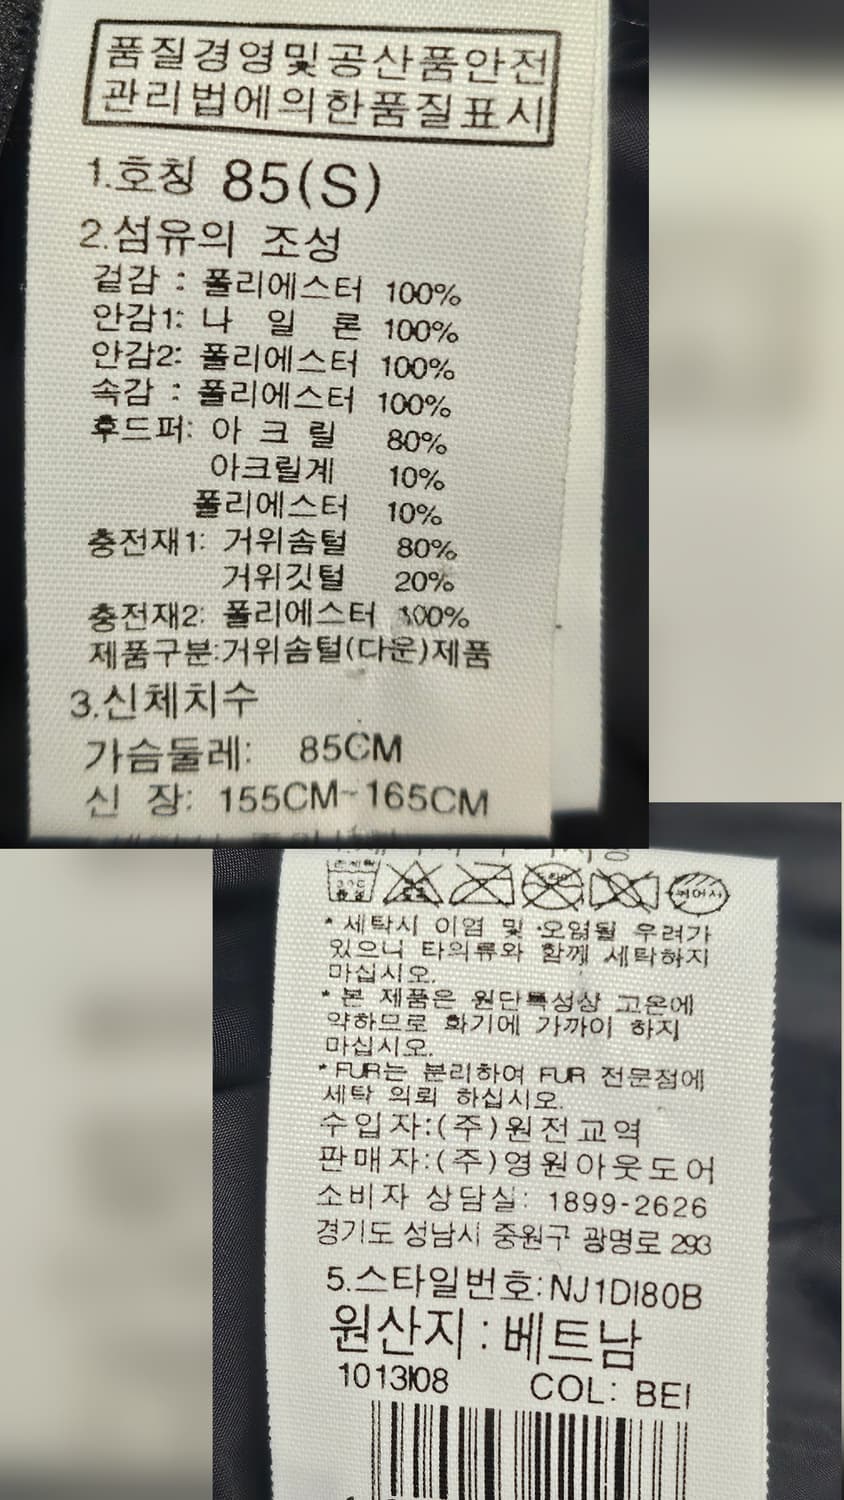 품질경영및공산품안전
관리법에의한품질표시
1.호칭 85(S)
2.섬유의 조성
겉감 : 폴리에스터 100%
안감1: 나 일 론 100%
안감2: 폴리에스터 100%
속감 : 폴리에스터 100%
후드퍼: 아 크 릴 80%
아크릴계 10%
폴리에스터 10%
충전재1: 거위솜털 80%
거위깃털 20%
충전재2: 폴리에스터 100%
제품구분:거위솜털(다운)제품
3.신체치수
가슴둘레: 85CM
신 장: 155CM~165CM
* 세탁시 이염 및 오염될 우려가
있으니 타의류와 함께 세탁하지
마십시오.
* 본 제품은 원단특성상 고온에
약하므로 화기에 가까이 하지
마십시오.
* FUR는 분리하여 FUR 전문점에
세탁 의뢰 하십시오.
수입자:(주)원전교역
판매자:(주)영원아웃도어
소비자 상담실: 1899-2626
경기도 성남시 중원구 광명로 293
5.스타일번호:NJ1DI80B
원산지 : 베트남
1013I08 COL: BEI